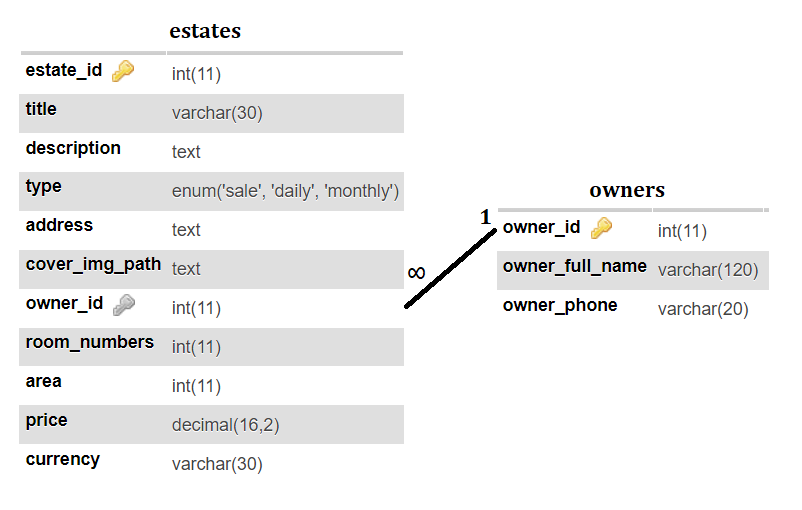 estates
estate_id int(11)
title varchar(30)
description text
type enum('sale', 'daily', 'monthly')
address text
cover_img_path text
owner_id int(11)
room_numbers int(11)
area int(11)
price decimal(16,2)
currency varchar(30)
∞
1
owners
owner_id int(11)
owner_full_name varchar(120)
owner_phone varchar(20)